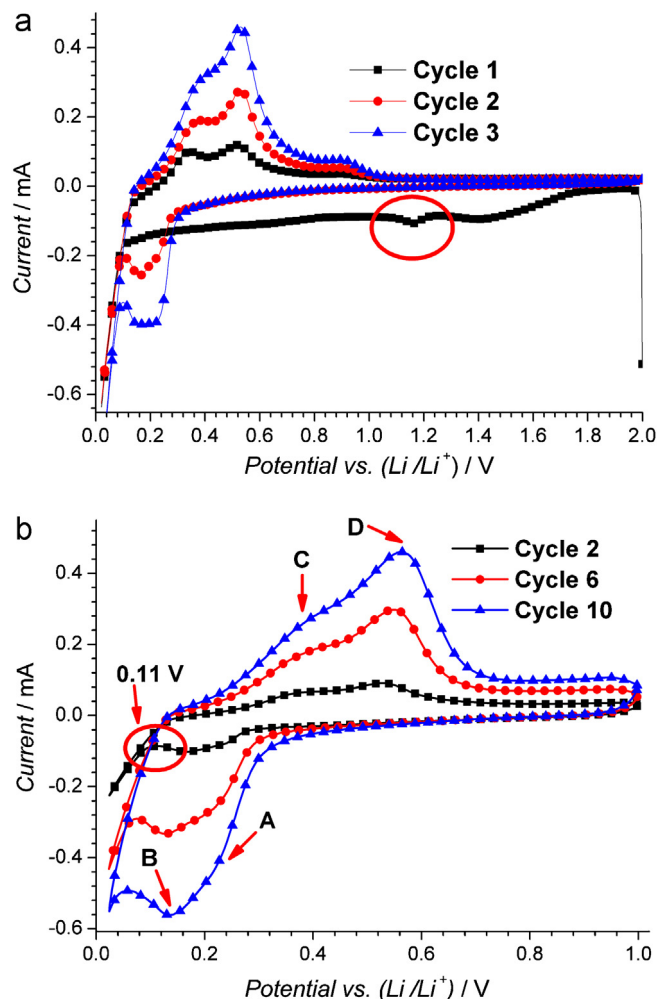 a
0.4
0.2
0.0
-0.2
-0.4
-0.6
Current / mA
Cycle 1
Cycle 2
Cycle 3
0.0 0.2 0.4 0.6 0.8 1.0 1.2 1.4 1.6 1.8 2.0
Potential vs. (Li /Li⁺) / V
b
0.4
0.2
0.0
-0.2
-0.4
-0.6
Current / mA
D
C
0.11 V
A
B
Cycle 2
Cycle 6
Cycle 10
0.0 0.2 0.4 0.6 0.8 1.0
Potential vs. (Li /Li⁺) / V